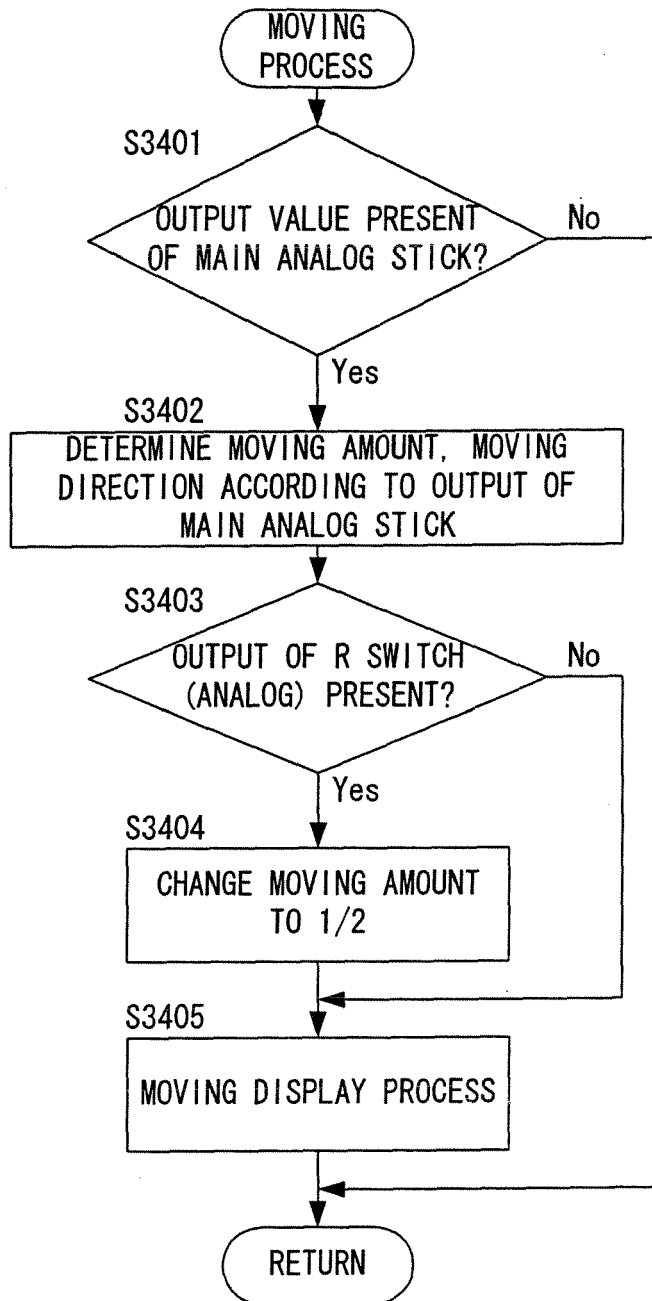 MOVING
PROCESS
S3401
OUTPUT VALUE PRESENT
OF MAIN ANALOG STICK?
No
Yes
S3402
DETERMINE MOVING AMOUNT, MOVING
DIRECTION ACCORDING TO OUTPUT OF
MAIN ANALOG STICK
S3403
OUTPUT OF R SWITCH
(ANALOG) PRESENT?
No
Yes
S3404
CHANGE MOVING AMOUNT
TO 1/2
S3405
MOVING DISPLAY PROCESS
RETURN